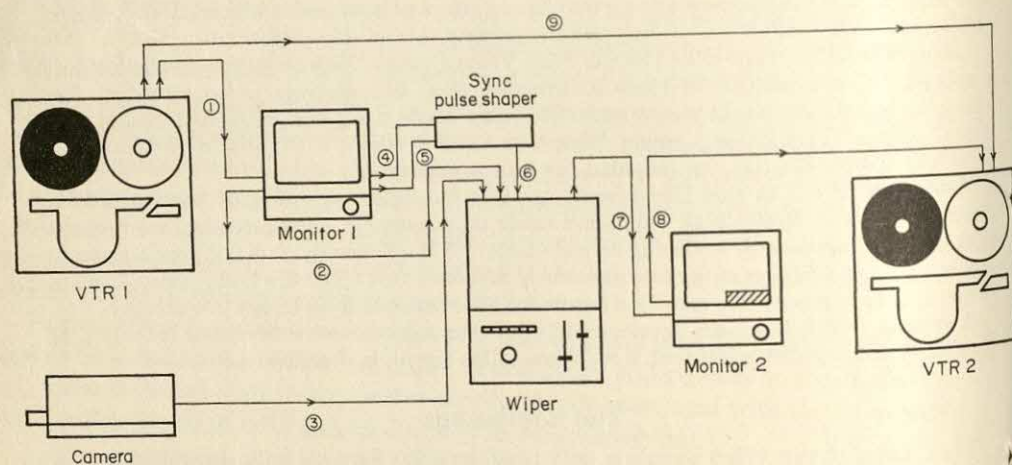 ⑨
Sync
pulse shaper
①
④
⑤
⑥
Monitor 1
②
⑦
⑧
VTR 1
Monitor 2
VTR 2
Wiper
③
Camera